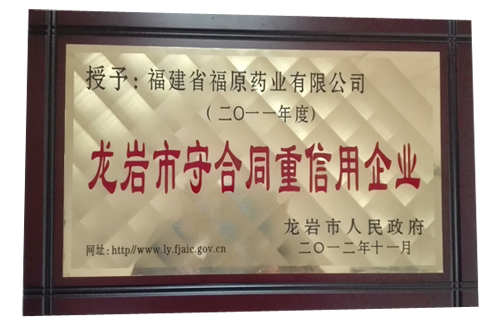 授予：福建省福原药业有限公司
（二〇一一年度）
龙岩市守合同重信用企业
龙岩市人民政府
网址：http//www.ly.fjaic.gov.cn
二〇一二年十一月